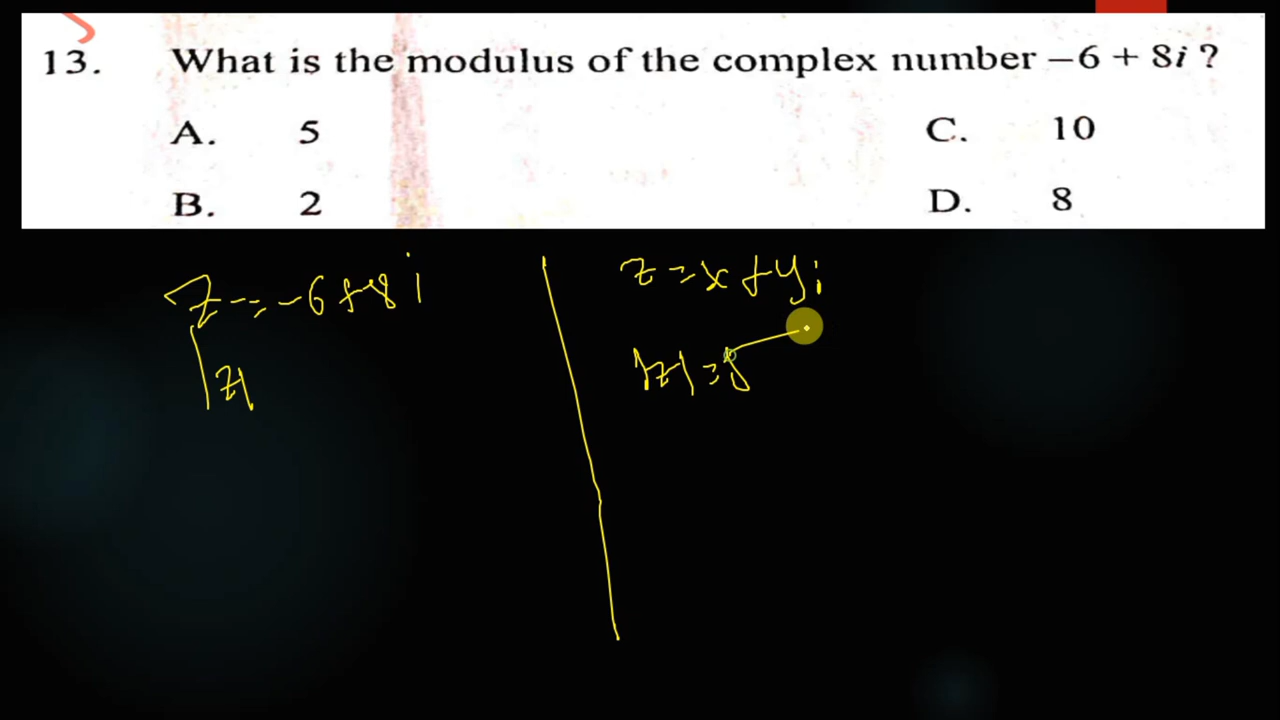 13. What is the modulus of the complex number −6 + 8i ?
A. 5 C. 10
B. 2 D. 8
Z = -6+8i
|Z|
z = x + yi
|z| = √